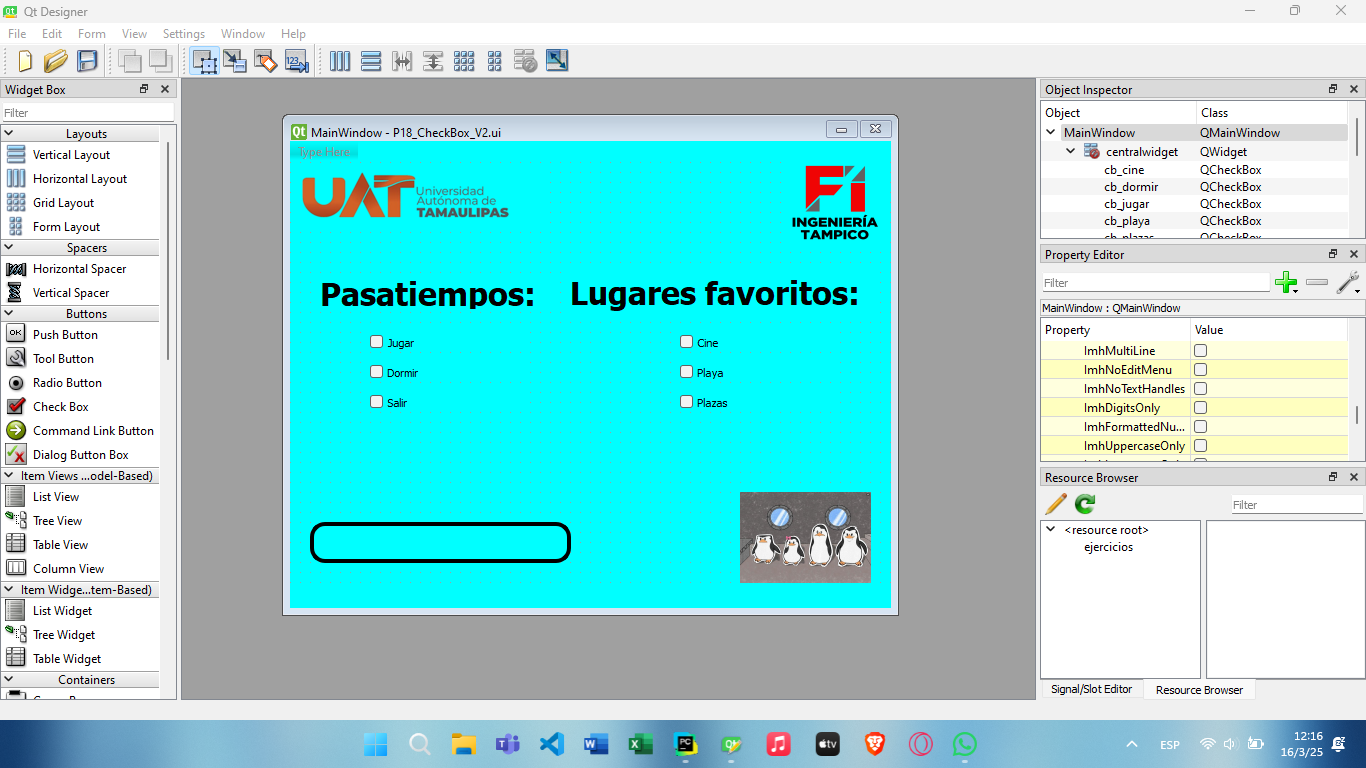 Qt Designer
File Edit Form View Settings Window Help
Widget Box
Filter
Layouts
Vertical Layout
Horizontal Layout
Grid Layout
Form Layout
Spacers
Horizontal Spacer
Vertical Spacer
Buttons
OK
Push Button
Tool Button
Radio Button
Check Box
Command Link Button
Dialog Button Box
Item Views ...odel-Based)
List View
Tree View
Table View
Column View
Item Widge...tem-Based)
List Widget
Tree Widget
Table Widget
Containers
MainWindow - P18_CheckBox_V2.ui
Type Here
UAT
Universidad
Autónoma de
TAMAULIPAS
Fi
INGENIERÍA
TAMPICO
Pasatiempos:
Lugares favoritos:
Jugar
Cine
Dormir
Playa
Salir
Plazas
Object Inspector
Object Class
MainWindow QMainWindow
centralwidget QWidget
cb_cine QCheckBox
cb_dormir QCheckBox
cb_jugar QCheckBox
cb_playa QCheckBox
cb_plazas QCheckBox
Property Editor
Filter
MainWindow : QMainWindow
Property Value
ImhMultiLine
ImhNoEditMenu
ImhNoTextHandles
ImhDigitsOnly
ImhFormattedNu...
ImhUppercaseOnly
Resource Browser
Filter
<resource root>
ejercicios
Signal/Slot Editor
Resource Browser
ESP
12:16
16/3/25